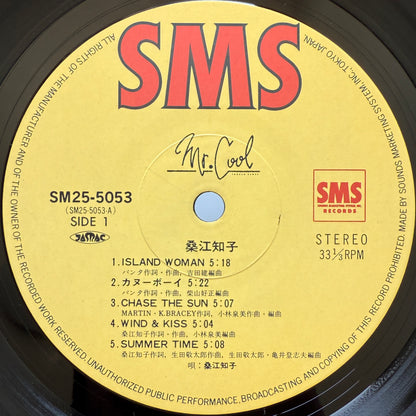 SMS
Mr. Cool
SM25-5053
(SM25-5053-A)
SIDE 1
JASRAC
SMS
RECORDS
STEREO
33 1/3 RPM
桑江知子
1.ISLAND WOMAN 5:18
パンタ作詞・作曲,吉田建編曲
2.カヌーボーイ 5:22
パンタ作詞・作曲,柴山好正編曲
3.CHASE THE SUN 5:07
MARTIN・K.BRACEY作詞,小林泉美作曲・編曲
4.WIND & KISS 5:04
桑江知子作詞・作曲,小林泉美編曲
5.SUMMER TIME 5:08
桑江知子作詞,生田敬太郎作曲,生田敬太郎・亀井登志夫編曲
唄:桑江知子
ALL RIGHTS OF THE MANUFACTURER AND OF THE OWNER OF THE RECORDED WORK RESERVED. UNAUTHORIZED PUBLIC PERFORMANCE, BROADCASTING AND COPYING OF THIS RECORD PROHIBITED. MADE BY SOUNDS MARKETING SYSTEM INC, TOKYO JAPAN.